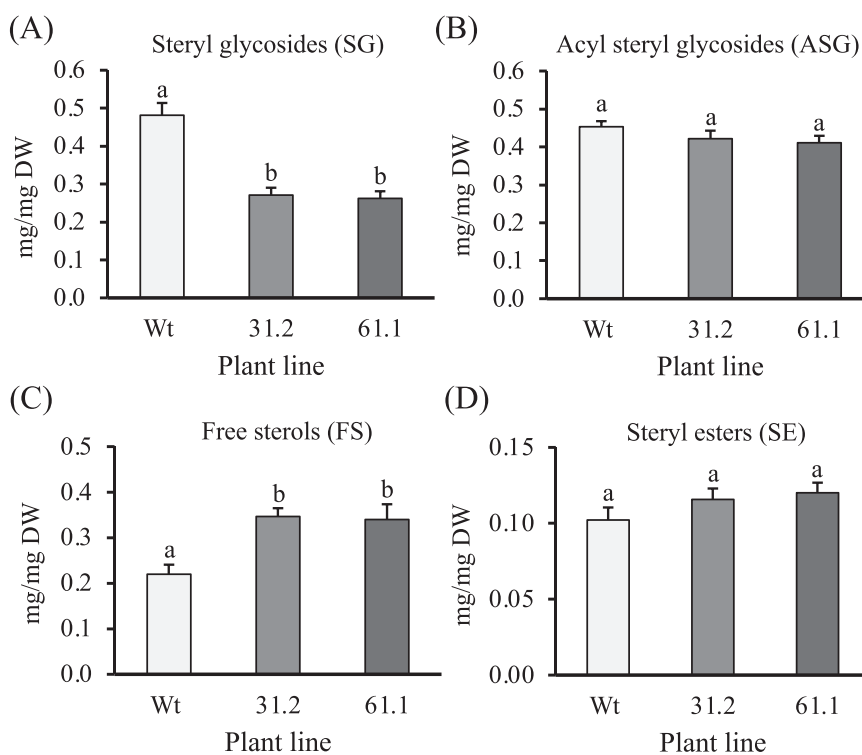 (A)
Steryl glycosides (SG)
0.6
0.5
0.4
0.3
0.2
0.1
0.0
mg/mg DW
a
b
b
Wt 31.2 61.1
Plant line
(B)
Acyl steryl glycosides (ASG)
0.6
0.5
0.4
0.3
0.2
0.1
0.0
mg/mg DW
a
a
a
Wt 31.2 61.1
Plant line
(C)
Free sterols (FS)
0.5
0.4
0.3
0.2
0.1
0.0
mg/mg DW
a
b
b
Wt 31.2 61.1
Plant line
(D)
Steryl esters (SE)
0.15
0.10
0.05
0.00
mg/mg DW
a
a
a
Wt 31.2 61.1
Plant line